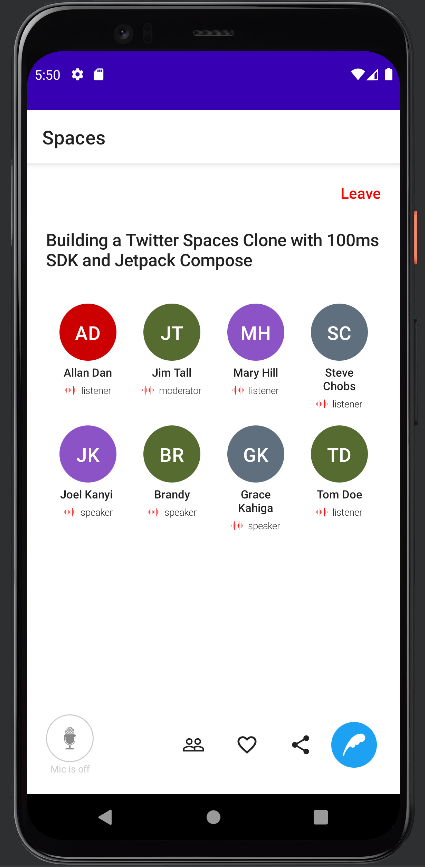 5:50
Spaces
Leave
Building a Twitter Spaces Clone with 100ms
SDK and Jetpack Compose
AD JT MH SC
Allan Dan Jim Tall Mary Hill Steve
Chobs
listener moderator listener listener
JK BR GK TD
Joel Kanyi Brandy Grace Tom Doe
Kahiga
speaker speaker speaker listener
Mic is off